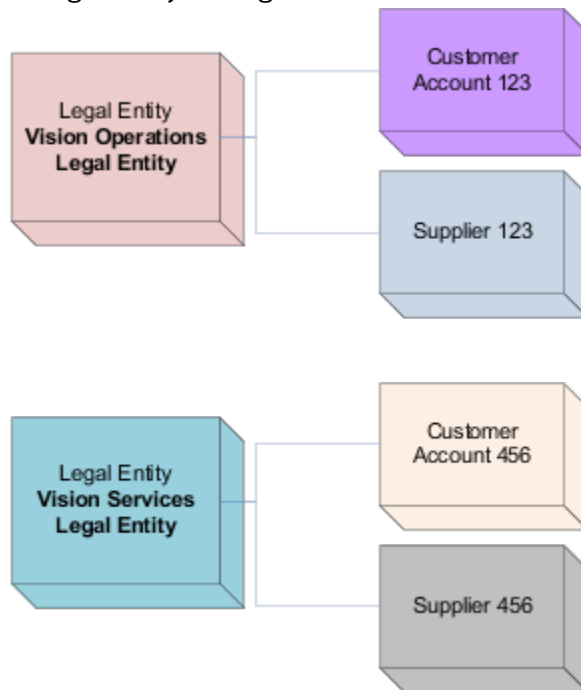 Legal Entity
Vision Operations
Legal Entity
Customer
Account 123
Supplier 123
Legal Entity
Vision Services
Legal Entity
Customer
Account 456
Supplier 456